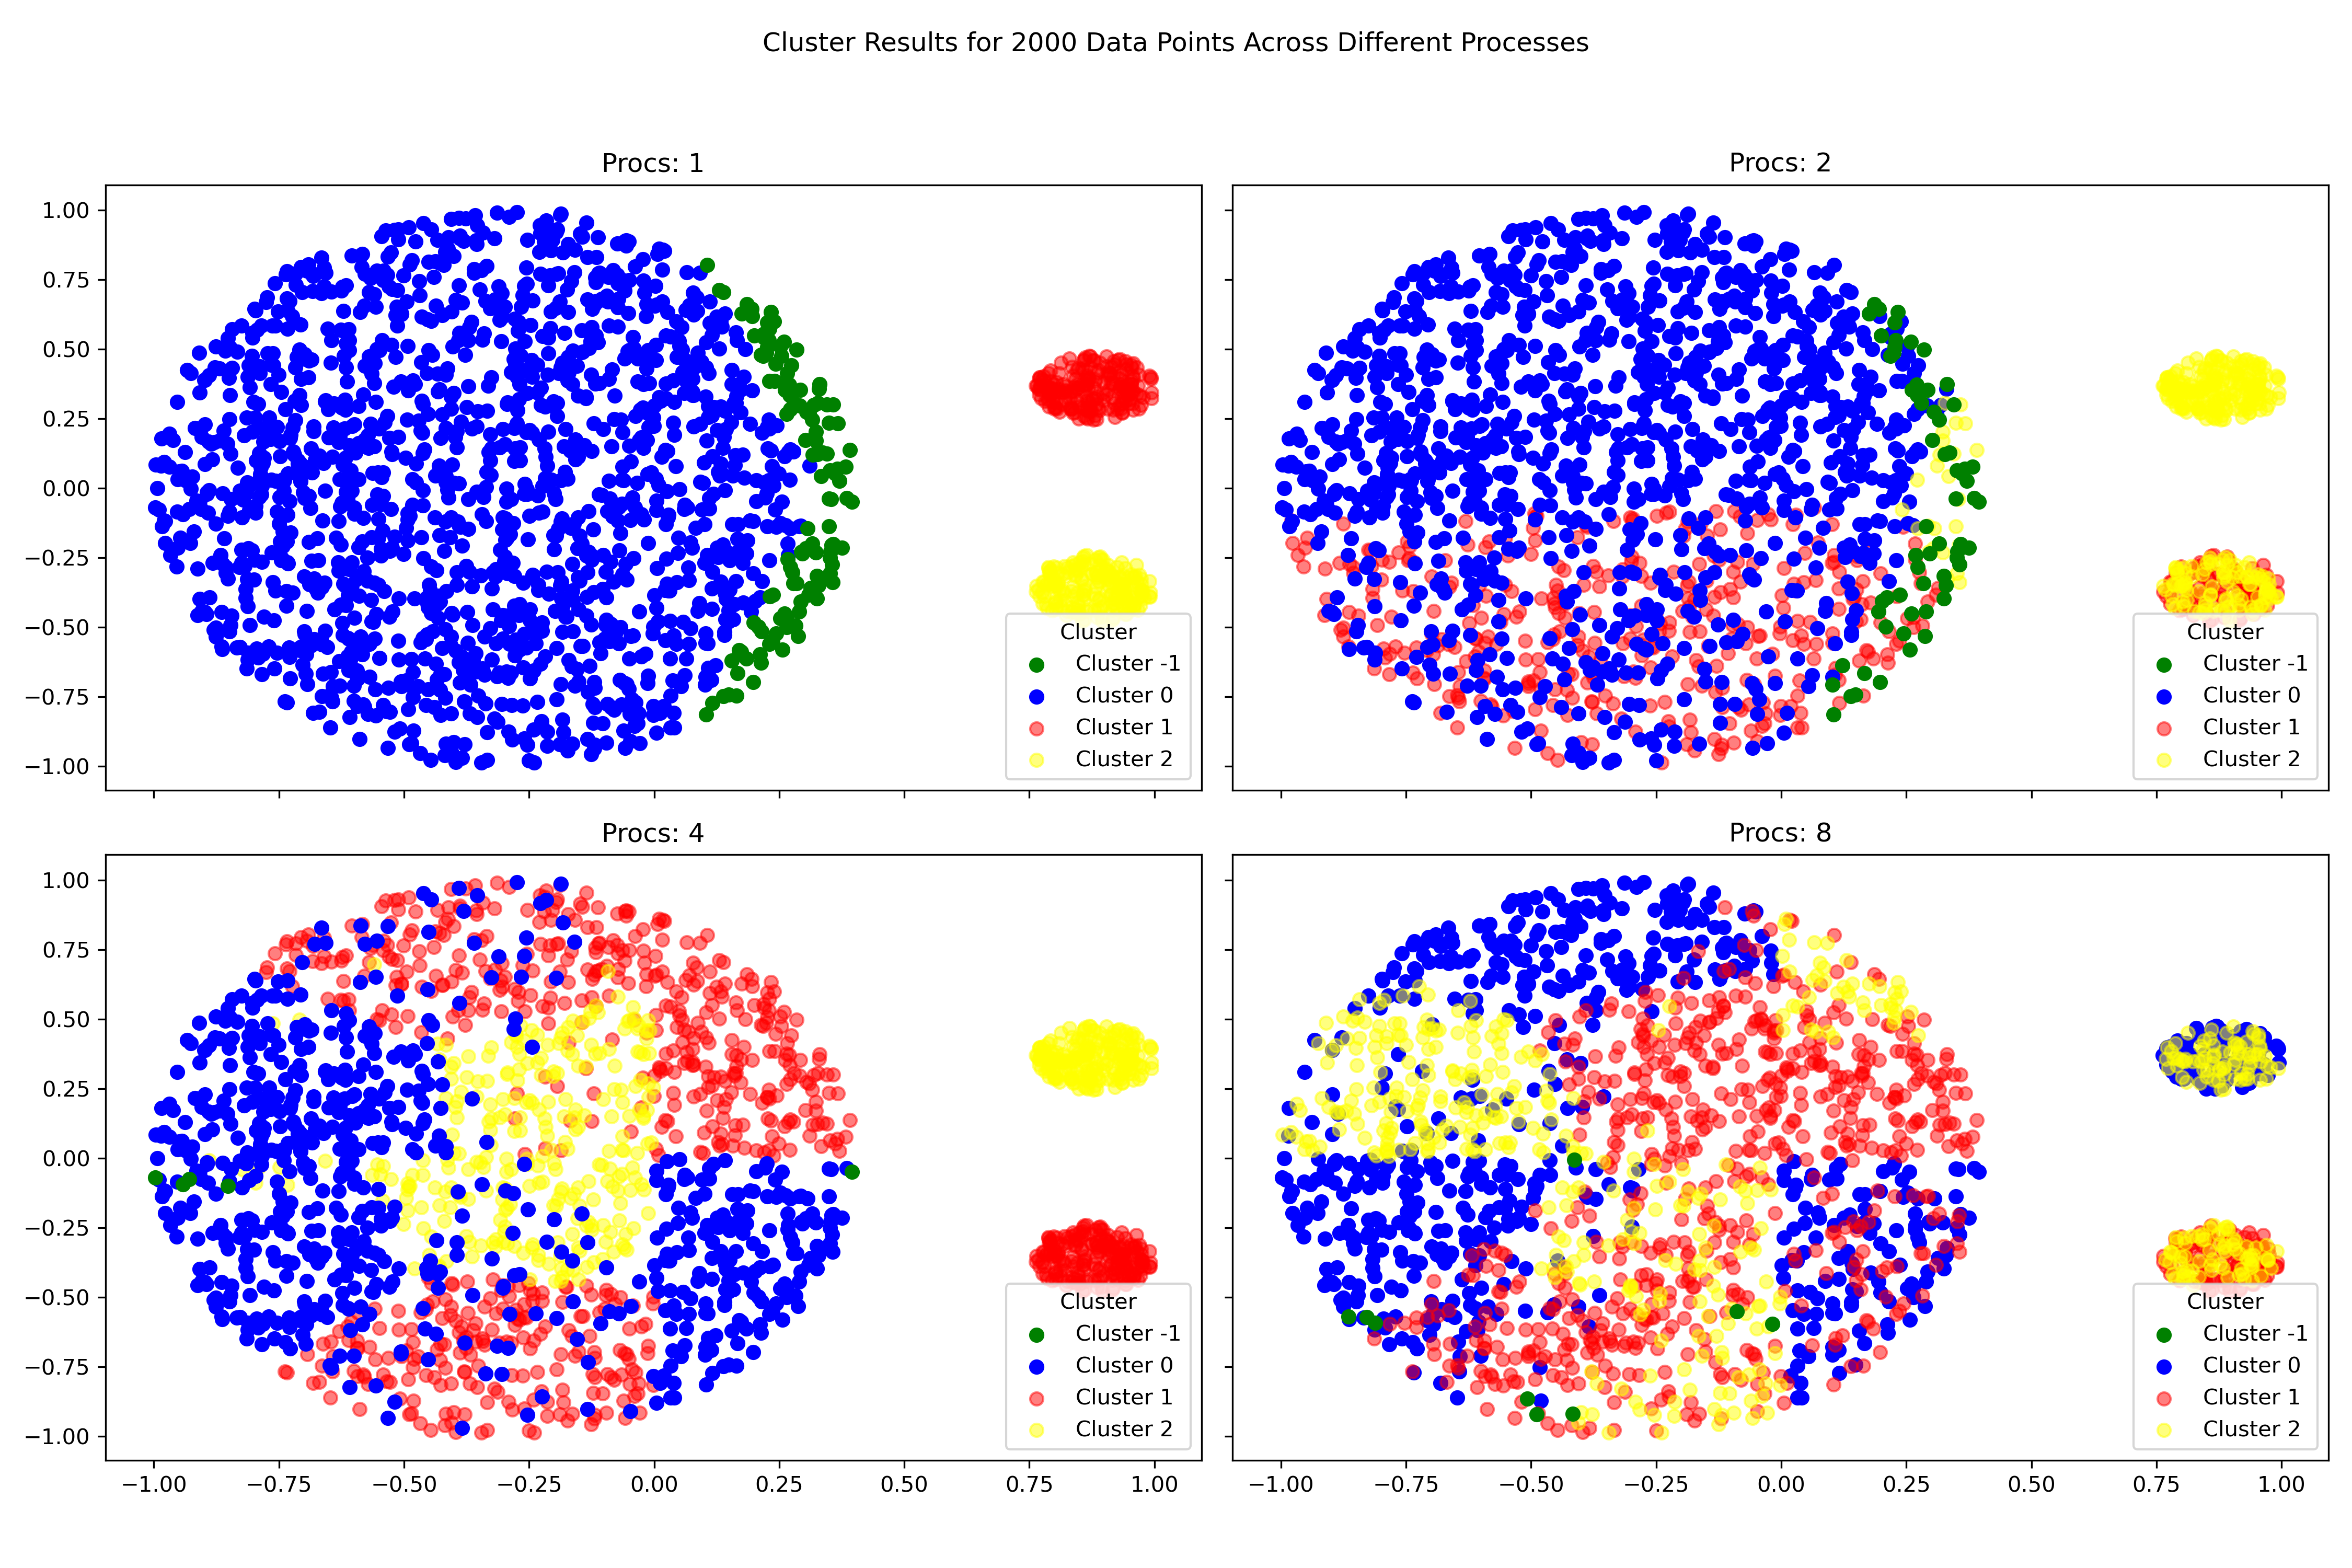 Cluster Results for 2000 Data Points Across Different Processes
Procs: 1
1.00
0.75
0.50
0.25
0.00
−0.25
−0.50
−0.75
−1.00
Cluster
Cluster -1
Cluster 0
Cluster 1
Cluster 2
Procs: 2
Cluster
Cluster -1
Cluster 0
Cluster 1
Cluster 2
Procs: 4
1.00
0.75
0.50
0.25
0.00
−0.25
−0.50
−0.75
−1.00
Cluster
Cluster -1
Cluster 0
Cluster 1
Cluster 2
−1.00 −0.75 −0.50 −0.25 0.00 0.25 0.50 0.75 1.00
Procs: 8
Cluster
Cluster -1
Cluster 0
Cluster 1
Cluster 2
−1.00 −0.75 −0.50 −0.25 0.00 0.25 0.50 0.75 1.00